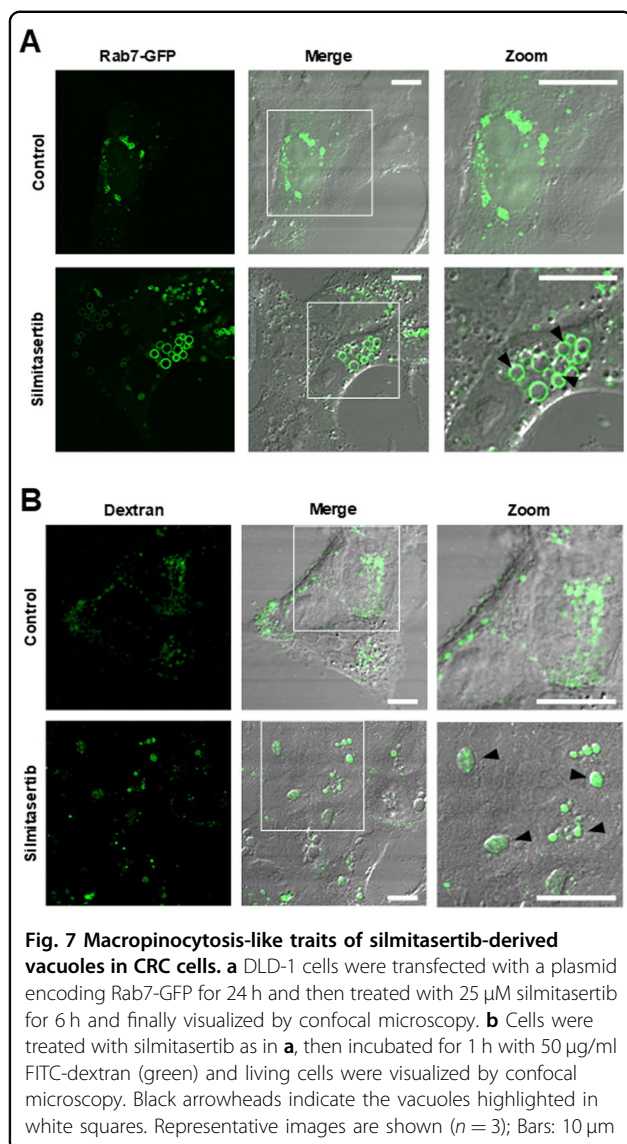 A
Rab7-GFP Merge Zoom
Control
Silmitasertib
B
Dextran Merge Zoom
Control
Silmitasertib
Fig. 7 Macropinocytosis-like traits of silmitasertib-derived
vacuoles in CRC cells. a DLD-1 cells were transfected with a plasmid
encoding Rab7-GFP for 24 h and then treated with 25 μM silmitasertib
for 6 h and finally visualized by confocal microscopy. b Cells were
treated with silmitasertib as in a, then incubated for 1 h with 50 μg/ml
FITC-dextran (green) and living cells were visualized by confocal
microscopy. Black arrowheads indicate the vacuoles highlighted in
white squares. Representative images are shown (n = 3); Bars: 10 μm